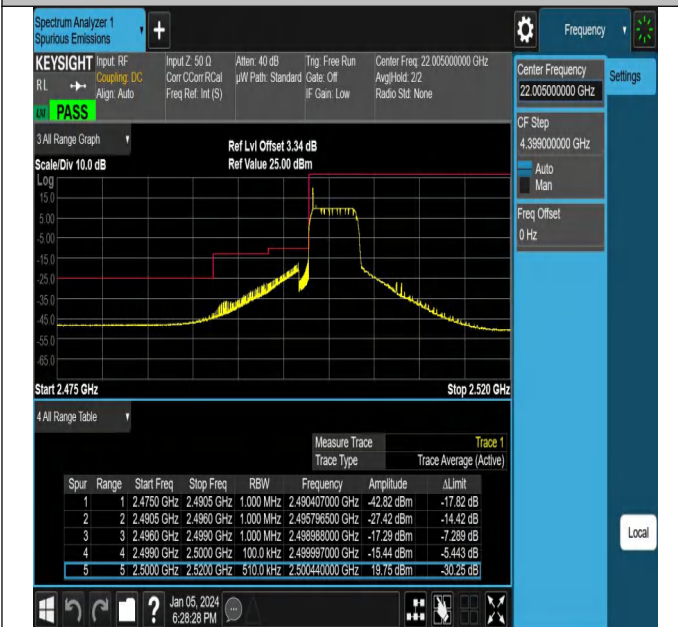 Spectrum Analyzer 1
Spurious Emissions
Frequency
KEYSIGHT Input: RF Input Z: 50 Ω Atten: 40 dB Trig: Free Run Center Freq: 22.005000000 GHz
RL Coupling: DC Corr CCorr RCal µW Path: Standard Gate: Off Avg|Hold: 2/2
Align: Auto Freq Ref: Int (S) IF Gain: Low Radio Std: None
PASS
Center Frequency
22.005000000 GHz
Settings
CF Step
4.399000000 GHz
Auto
Man
Freq Offset
0 Hz
3 All Range Graph
Ref Lvl Offset 3.34 dB
Scale/Div 10.0 dB Ref Value 25.00 dBm
Log
15.0
5.00
-5.00
-15.0
-25.0
-35.0
-45.0
-55.0
-65.0
Start 2.475 GHz Stop 2.520 GHz
4 All Range Table
Measure Trace Trace 1
Trace Type Trace Average (Active)
Spur Range Start Freq Stop Freq RBW Frequency Amplitude ΔLimit
1 1 2.4750 GHz 2.4905 GHz 1.000 MHz 2.490407000 GHz -42.82 dBm -17.82 dB
2 2 2.4905 GHz 2.4960 GHz 1.000 MHz 2.495796500 GHz -27.42 dBm -14.42 dB
3 3 2.4960 GHz 2.4990 GHz 1.000 MHz 2.498988000 GHz -17.29 dBm -7.289 dB
4 4 2.4990 GHz 2.5000 GHz 100.0 kHz 2.499997000 GHz -15.44 dBm -5.443 dB
5 5 2.5000 GHz 2.5200 GHz 510.0 kHz 2.500440000 GHz 19.75 dBm -30.25 dB
Local
Jan 05, 2024
6:28:28 PM